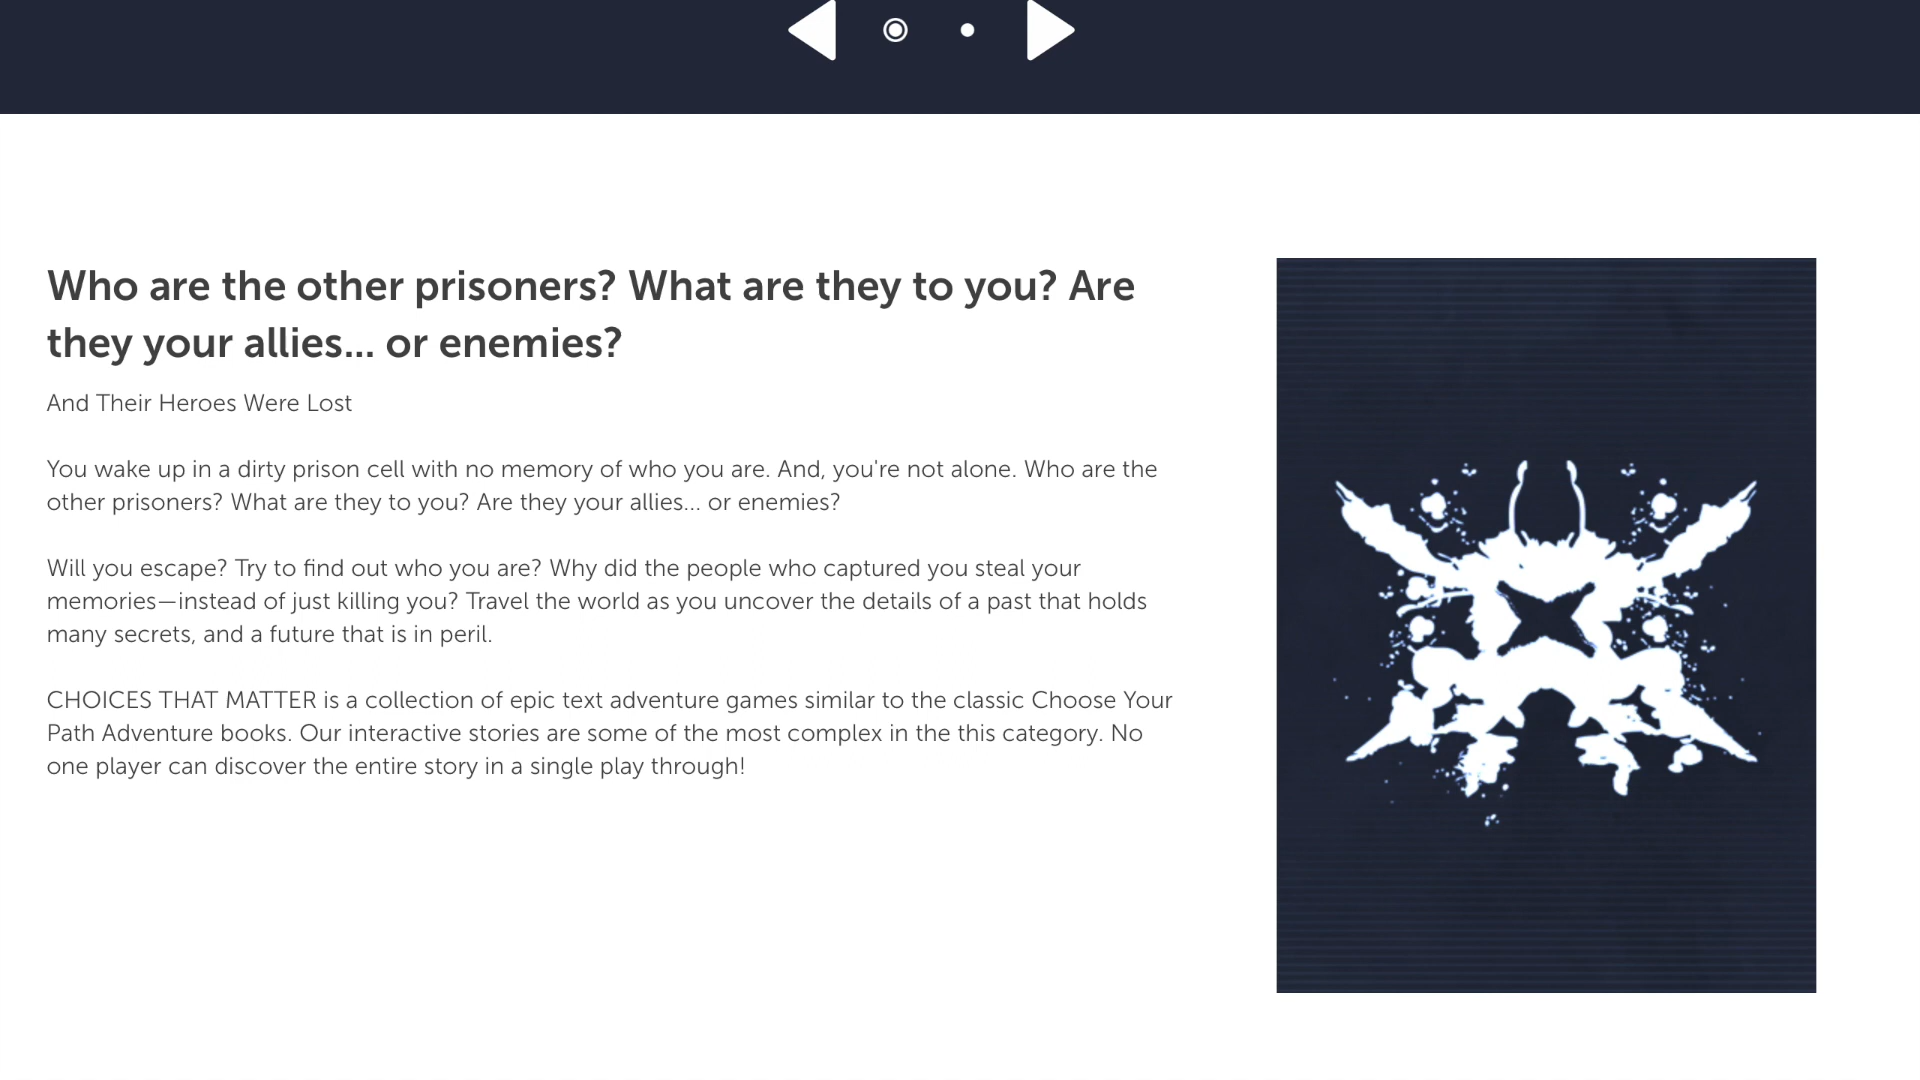 Who are the other prisoners? What are they to you? Are
they your allies... or enemies?
And Their Heroes Were Lost
You wake up in a dirty prison cell with no memory of who you are. And, you're not alone. Who are the
other prisoners? What are they to you? Are they your allies... or enemies?
Will you escape? Try to find out who you are? Why did the people who captured you steal your
memories—instead of just killing you? Travel the world as you uncover the details of a past that holds
many secrets, and a future that is in peril.
CHOICES THAT MATTER is a collection of epic text adventure games similar to the classic Choose Your
Path Adventure books. Our interactive stories are some of the most complex in the this category. No
one player can discover the entire story in a single play through!